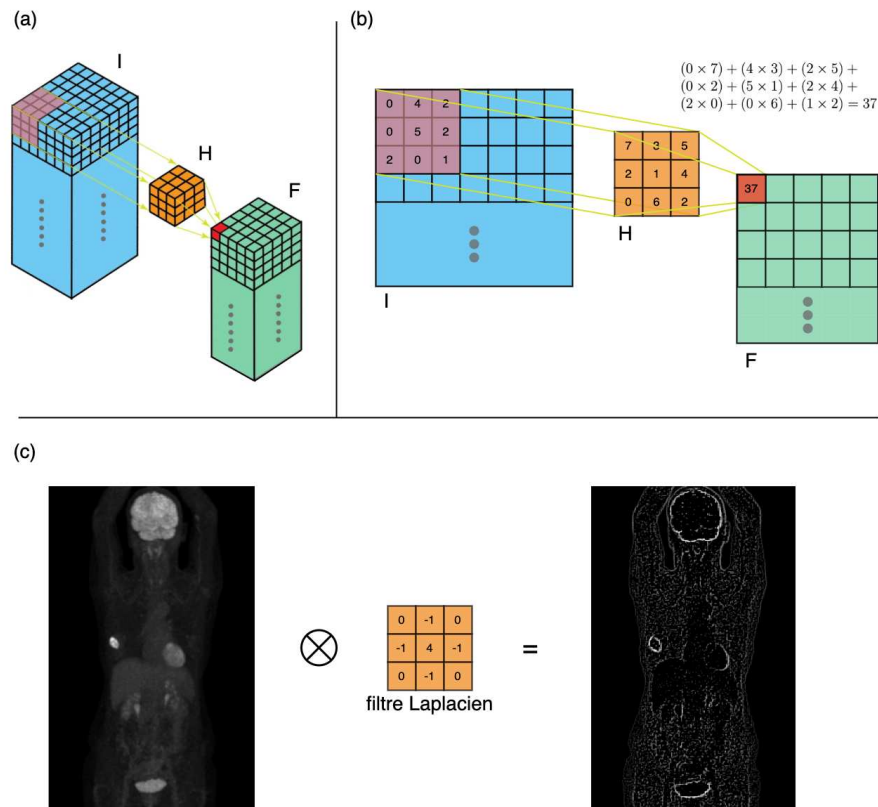 (a)
I
H
F
(b)
(0 × 7) + (4 × 3) + (2 × 5) +
(0 × 2) + (5 × 1) + (2 × 4) +
(2 × 0) + (0 × 6) + (1 × 2) = 37
0 4 2
0 5 2
2 0 1
7 3 5
2 1 4
0 6 2
37
H
I
F
(c)
0 -1 0
-1 4 -1
0 -1 0
=
filtre Laplacien